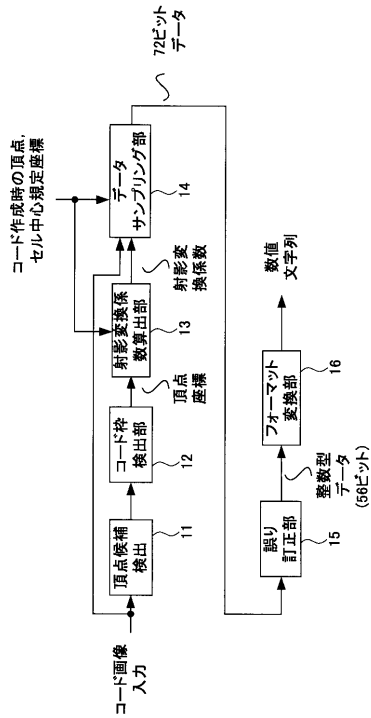 コード画像
入力
頂点候補
検出
11
コード枠
検出部
12
頂点
座標
射影変換係
数算出部
13
射影変
換係数
コード作成時の頂点,
セル中心規定座標
データ
サンプリング部
14
72ビット
データ
誤り
訂正部
15
整数型
データ
(56ビット)
フォーマット
変換部
16
数値
文字列